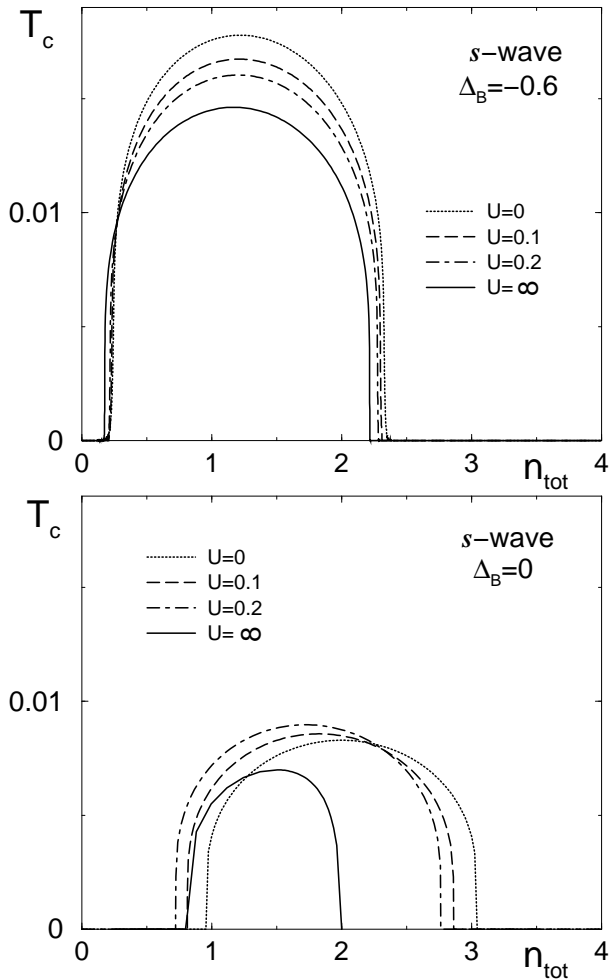 T_c
s-wave
Δ_B=-0.6
U=0
U=0.1
U=0.2
U=∞
0.01
0
0 1 2 3 4
n_tot
T_c
s-wave
Δ_B=0
U=0
U=0.1
U=0.2
U=∞
0.01
0
0 1 2 3 4
n_tot